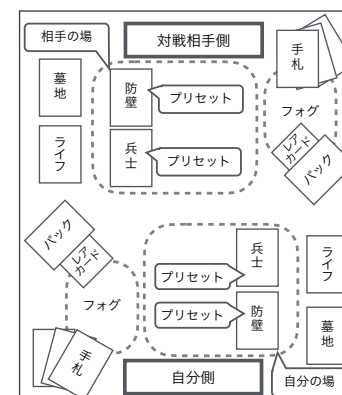 対戦相手側
相手の場
手札
墓地
防壁
プリセット
フォグ
ライフ
兵士
プリセット
レアカード
パック
パック
レアカード
兵士
ライフ
プリセット
フォグ
プリセット
防壁
墓地
手札
自分側
自分の場